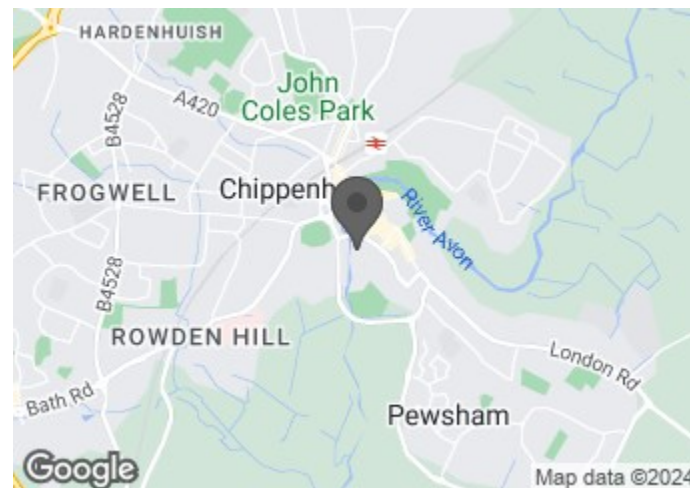 HARDENHUISH
A420
B4528
John
Coles Park
FROGWELL
Chippenh
River Avon
B4528
ROWDEN HILL
London Rd
Bath Rd
Pewsham
Google
Map data ©2024